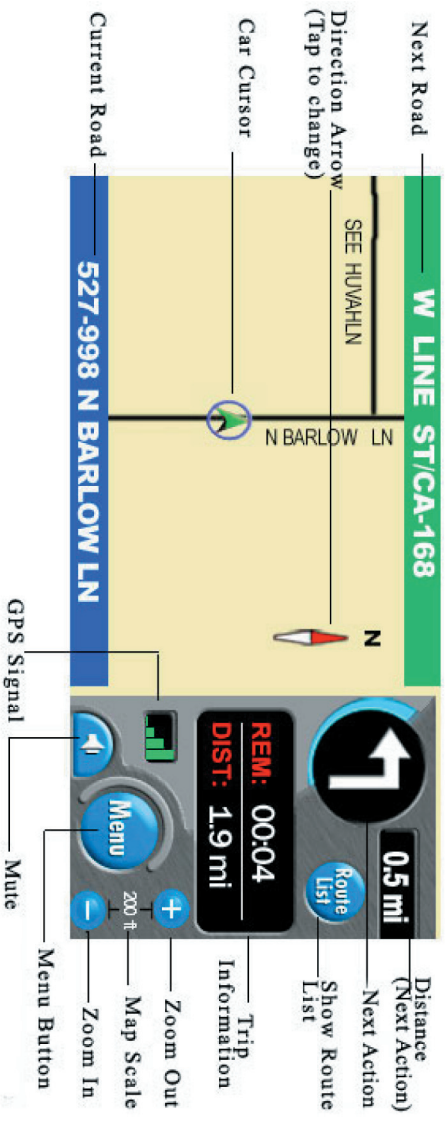 Next Road
Direction Arrow
(Tap to change)
Car Cursor
Current Road
W LINE ST/CA-168
SEE HUVAHLN
N BARLOW LN
N
527-998 N BARLOW LN
0.5 mi
Route
List
REM: 00:04
DIST: 1.9 mi
Menu
+
200 ft
−
Distance
(Next Action)
Next Action
Show Route
List
Trip
Information
Zoom Out
Map Scale
Zoom In
Menu Button
Mute
GPS Signal